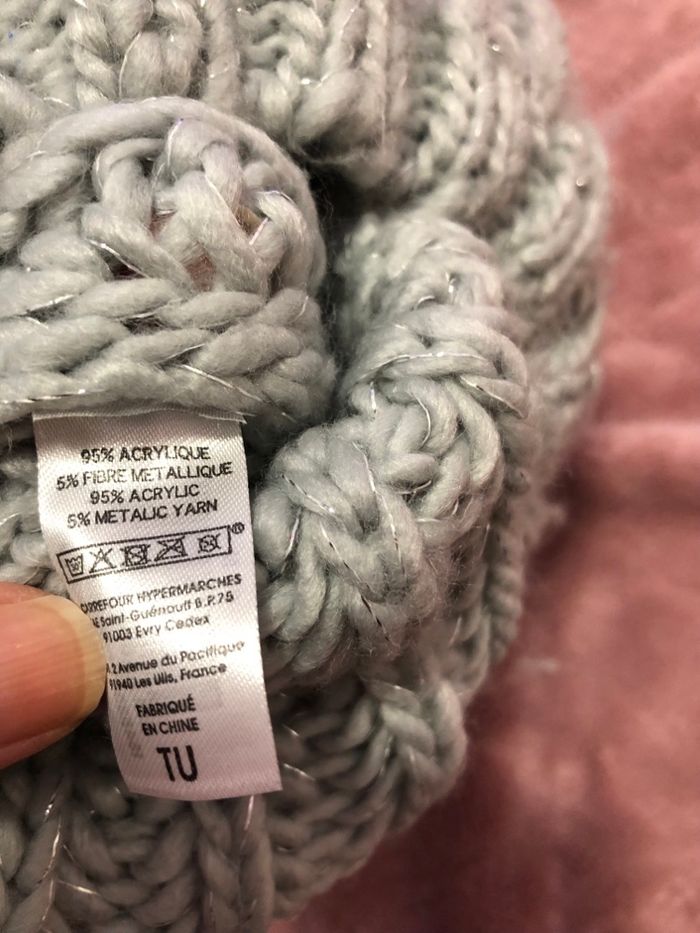 95% ACRYLIQUE
5% FIBRE METALLIQUE
95% ACRYLIC
5% METALIC YARN
®
CARREFOUR HYPERMARCHES
Saint-Guénault B.P.75
91003 Evry Cedex
2 Avenue du Pacifique
91940 Les Ulis, France
FABRIQUÉ
EN CHINE
TU